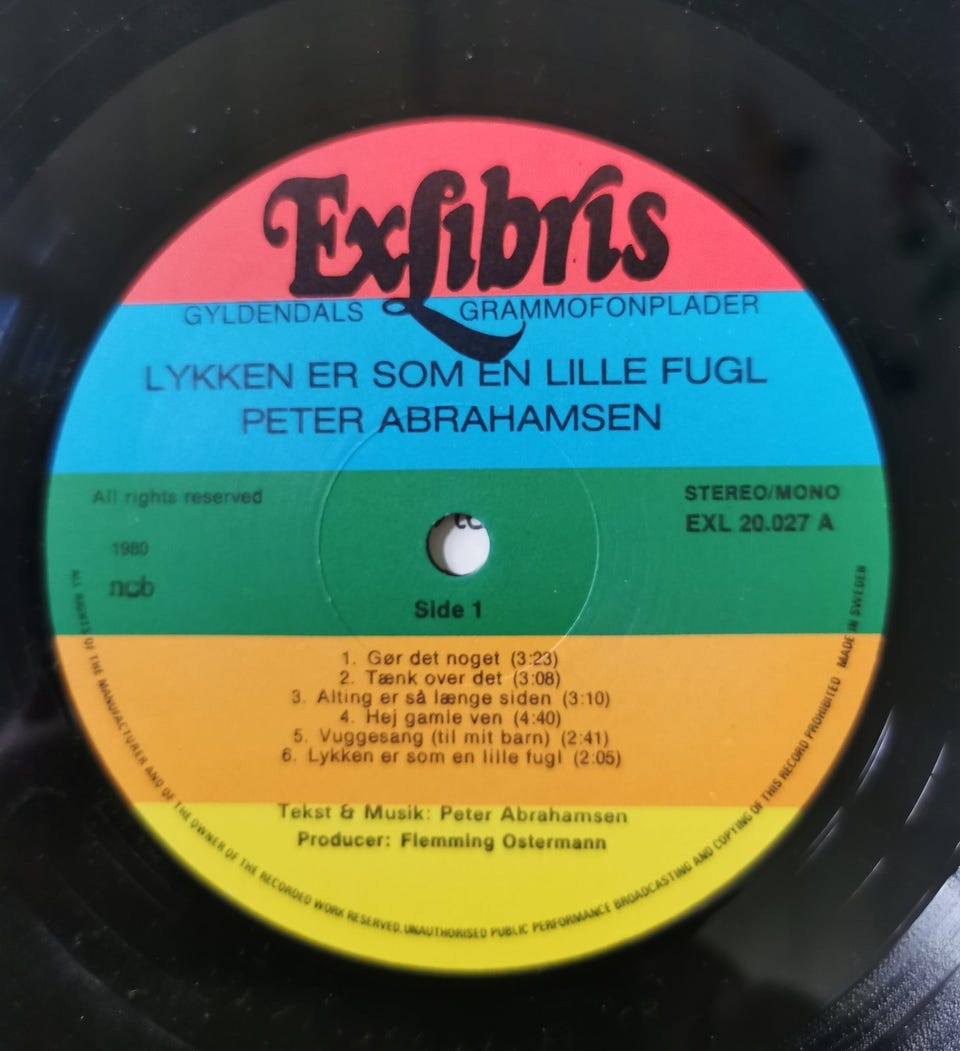 ExLibris
GYLDENDALS GRAMMOFONPLADER
LYKKEN ER SOM EN LILLE FUGL
PETER ABRAHAMSEN
All rights reserved
1980
ncb
STEREO/MONO
EXL 20.027 A
Side 1
1. Gør det noget (3:23)
2. Tænk over det (3:08)
3. Alting er så længe siden (3:10)
4. Hej gamle ven (4:40)
5. Vuggesang (til mit barn) (2:41)
6. Lykken er som en lille fugl (2:05)
Tekst & Musik: Peter Abrahamsen
Producer: Flemming Ostermann
ALL RIGHTS OF THE MANUFACTURER AND OF THE OWNER OF THE RECORDED WORK RESERVED. UNAUTHORISED PUBLIC PERFORMANCE BROADCASTING AND COPYING OF THIS RECORD PROHIBITED MADE IN SWEDEN